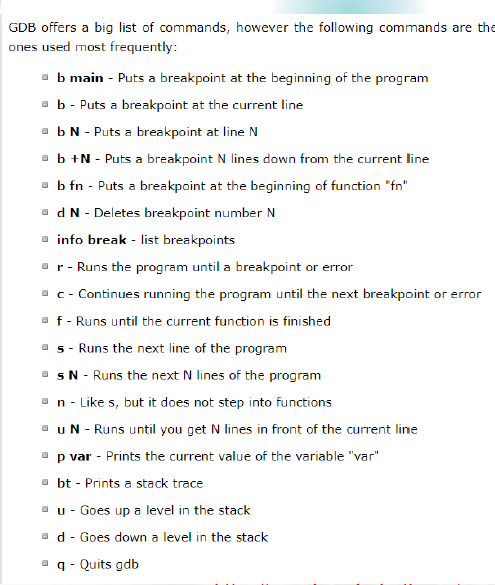 GDB offers a big list of commands, however the following commands are the
ones used most frequently:
b main - Puts a breakpoint at the beginning of the program
b - Puts a breakpoint at the current line
b N - Puts a breakpoint at line N
b +N - Puts a breakpoint N lines down from the current line
b fn - Puts a breakpoint at the beginning of function "fn"
d N - Deletes breakpoint number N
info break - list breakpoints
r - Runs the program until a breakpoint or error
c - Continues running the program until the next breakpoint or error
f - Runs until the current function is finished
s - Runs the next line of the program
s N - Runs the next N lines of the program
n - Like s, but it does not step into functions
u N - Runs until you get N lines in front of the current line
p var - Prints the current value of the variable "var"
bt - Prints a stack trace
u - Goes up a level in the stack
d - Goes down a level in the stack
q - Quits gdb